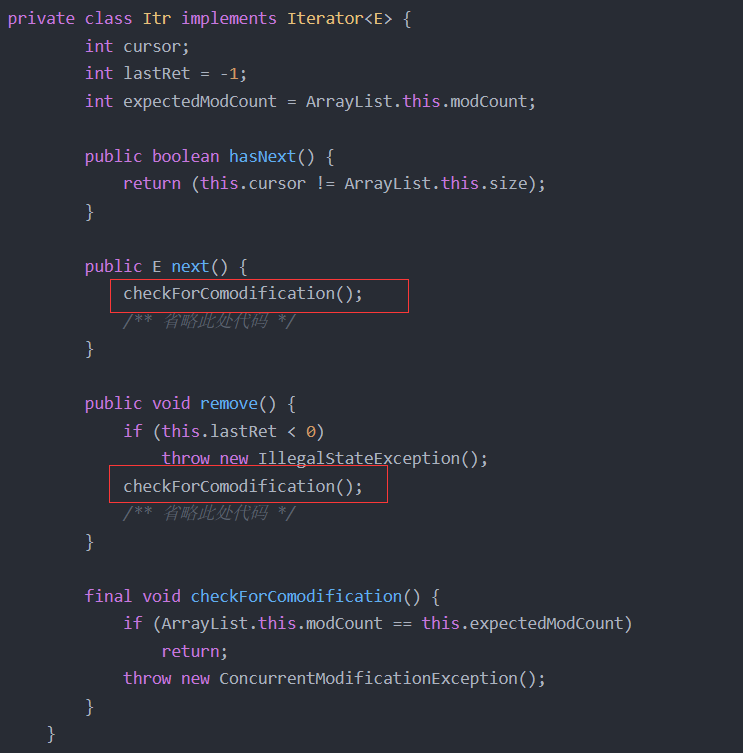 private class Itr implements Iterator<E> {
        int cursor;
        int lastRet = -1;
        int expectedModCount = ArrayList.this.modCount;

        public boolean hasNext() {
            return (this.cursor != ArrayList.this.size);
        }

        public E next() {
            checkForComodification();
            /** 省略此处代码 */
        }

        public void remove() {
            if (this.lastRet < 0)
                throw new IllegalStateException();
            checkForComodification();
            /** 省略此处代码 */
        }

        final void checkForComodification() {
            if (ArrayList.this.modCount == this.expectedModCount)
                return;
            throw new ConcurrentModificationException();
        }
    }